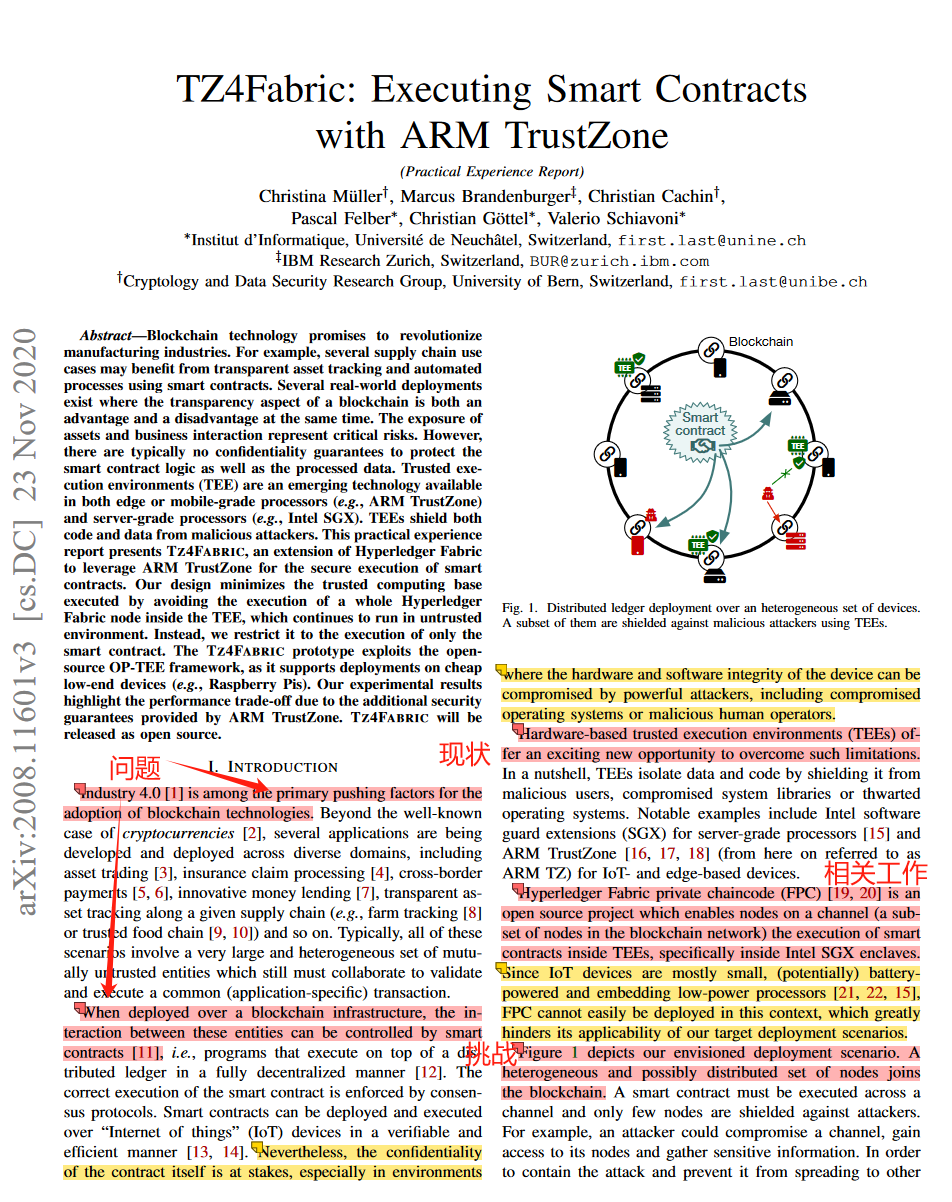 TZ4Fabric: Executing Smart Contracts
with ARM TrustZone
(Practical Experience Report)
Christina Müller†, Marcus Brandenburger‡, Christian Cachin†,
Pascal Felber*, Christian Göttel*, Valerio Schiavoni*
*Institut d'Informatique, Université de Neuchâtel, Switzerland, first.last@unine.ch
‡IBM Research Zurich, Switzerland, BUR@zurich.ibm.com
†Cryptology and Data Security Research Group, University of Bern, Switzerland, first.last@unibe.ch
arXiv:2008.11601v3 [cs.DC] 23 Nov 2020
Abstract—Blockchain technology promises to revolutionize
manufacturing industries. For example, several supply chain use
cases may benefit from transparent asset tracking and automated
processes using smart contracts. Several real-world deployments
exist where the transparency aspect of a blockchain is both an
advantage and a disadvantage at the same time. The exposure of
assets and business interaction represent critical risks. However,
there are typically no confidentiality guarantees to protect the
smart contract logic as well as the processed data. Trusted exe-
cution environments (TEE) are an emerging technology available
in both edge or mobile-grade processors (e.g., ARM TrustZone)
and server-grade processors (e.g., Intel SGX). TEEs shield both
code and data from malicious attackers. This practical experience
report presents TZ4FABRIC, an extension of Hyperledger Fabric
to leverage ARM TrustZone for the secure execution of smart
contracts. Our design minimizes the trusted computing base
executed by avoiding the execution of a whole Hyperledger
Fabric node inside the TEE, which continues to run in untrusted
environment. Instead, we restrict it to the execution of only the
smart contract. The TZ4FABRIC prototype exploits the open-
source OP-TEE framework, as it supports deployments on cheap
low-end devices (e.g., Raspberry Pis). Our experimental results
highlight the performance trade-off due to the additional security
guarantees provided by ARM TrustZone. TZ4FABRIC will be
released as open source.
问题
I. INTRODUCTION
现状
Industry 4.0 [1] is among the primary pushing factors for the
adoption of blockchain technologies. Beyond the well-known
case of cryptocurrencies [2], several applications are being
developed and deployed across diverse domains, including
asset trading [3], insurance claim processing [4], cross-border
payments [5, 6], innovative money lending [7], transparent as-
set tracking along a given supply chain (e.g., farm tracking [8]
or trusted food chain [9, 10]) and so on. Typically, all of these
scenarios involve a very large and heterogeneous set of mutu-
ally untrusted entities which still must collaborate to validate
and execute a common (application-specific) transaction.
When deployed over a blockchain infrastructure, the in-
teraction between these entities can be controlled by smart
contracts [11], i.e., programs that execute on top of a dis-
tributed ledger in a fully decentralized manner [12]. The
correct execution of the smart contract is enforced by consen-
sus protocols. Smart contracts can be deployed and executed
over “Internet of things” (IoT) devices in a verifiable and
efficient manner [13, 14]. Nevertheless, the confidentiality
of the contract itself is at stakes, especially in environments
Blockchain
TEE
Smart
contract
TEE
TEE
Fig. 1. Distributed ledger deployment over an heterogeneous set of devices.
A subset of them are shielded against malicious attackers using TEEs.
where the hardware and software integrity of the device can be
compromised by powerful attackers, including compromised
operating systems or malicious human operators.
Hardware-based trusted execution environments (TEEs) of-
fer an exciting new opportunity to overcome such limitations.
In a nutshell, TEEs isolate data and code by shielding it from
malicious users, compromised system libraries or thwarted
operating systems. Notable examples include Intel software
guard extensions (SGX) for server-grade processors [15] and
ARM TrustZone [16, 17, 18] (from here on referred to as
ARM TZ) for IoT- and edge-based devices.
相关工作
Hyperledger Fabric private chaincode (FPC) [19, 20] is an
open source project which enables nodes on a channel (a sub-
set of nodes in the blockchain network) the execution of smart
contracts inside TEEs, specifically inside Intel SGX enclaves.
Since IoT devices are mostly small, (potentially) battery-
powered and embedding low-power processors [21, 22, 15],
FPC cannot easily be deployed in this context, which greatly
hinders its applicability of our target deployment scenarios.
挑战
Figure 1 depicts our envisioned deployment scenario. A
heterogeneous and possibly distributed set of nodes joins
the blockchain. A smart contract must be executed across a
channel and only few nodes are shielded against attackers.
For example, an attacker could compromise a channel, gain
access to its nodes and gather sensitive information. In order
to contain the attack and prevent it from spreading to other